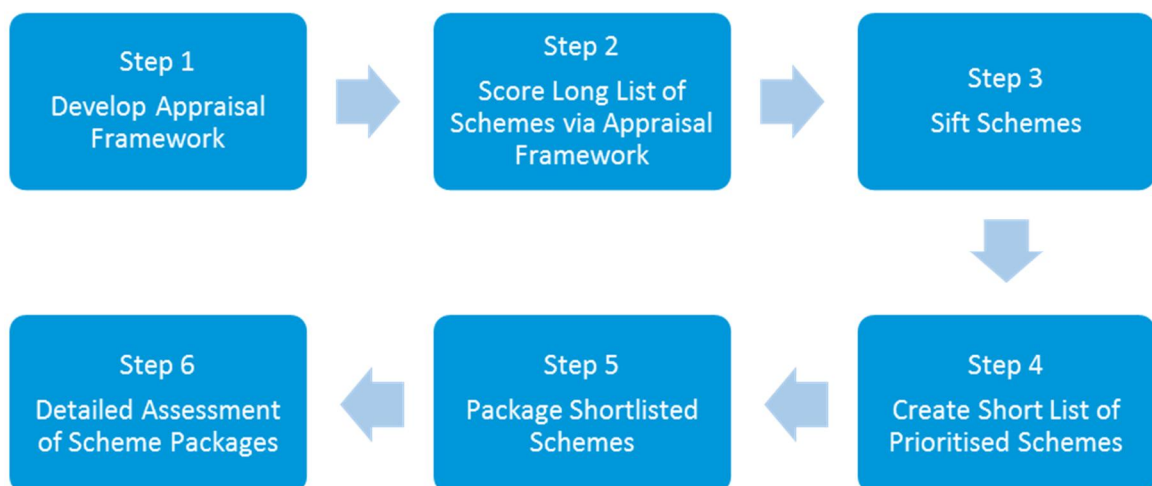 Step 1
Develop Appraisal
Framework
Step 2
Score Long List of
Schemes via Appraisal
Framework
Step 3
Sift Schemes
Step 4
Create Short List of
Prioritised Schemes
Step 5
Package Shortlisted
Schemes
Step 6
Detailed Assessment
of Scheme Packages